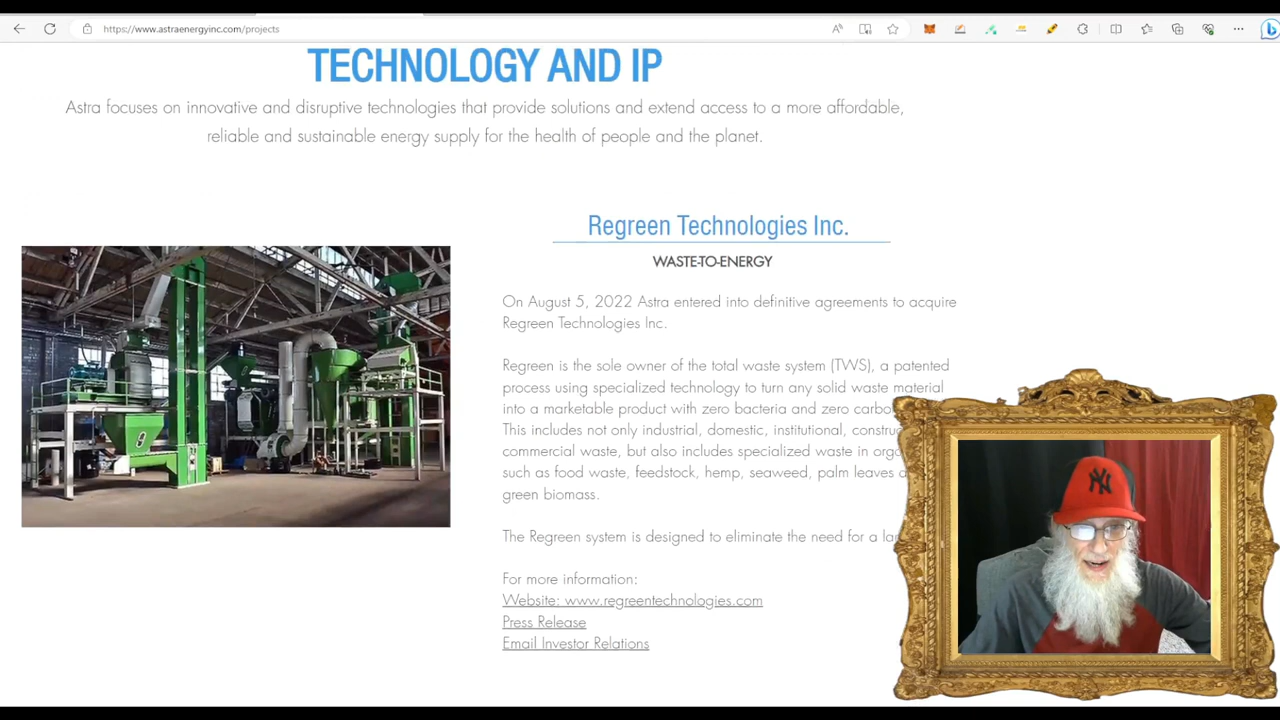 https://www.astraenergyinc.com/projects
TECHNOLOGY AND IP
Astra focuses on innovative and disruptive technologies that provide solutions and extend access to a more affordable,
reliable and sustainable energy supply for the health of people and the planet.
Regreen Technologies Inc.
WASTE-TO-ENERGY
On August 5, 2022 Astra entered into definitive agreements to acquire
Regreen Technologies Inc.
Regreen is the sole owner of the total waste system (TWS), a patented
process using specialized technology to turn any solid waste material
into a marketable product with zero bacteria and zero
This includes not only industrial, domestic, institutional,
commercial waste, but also includes specialized waste in
such as food waste, feedstock, hemp, seaweed, palm leaves
green biomass.
The Regreen system is designed to eliminate the need for a
For more information:
Website: www.regreentechnologies.com
Press Release
Email Investor Relations
NY